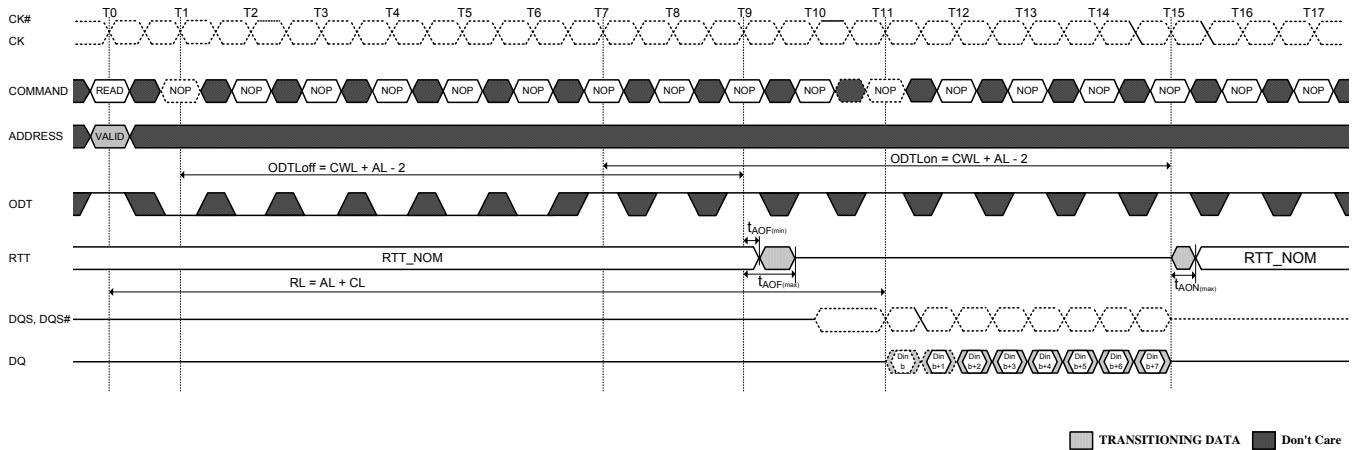 CK#
CK
T0 T1 T2 T3 T4 T5 T6 T7 T8 T9 T10 T11 T12 T13 T14 T15 T16 T17
COMMAND READ NOP NOP NOP NOP NOP NOP NOP NOP NOP NOP NOP NOP NOP NOP NOP NOP NOP
ADDRESS VALID
ODTLoff = CWL + AL - 2
ODTLon = CWL + AL - 2
ODT
tAOF(min)
RTT RTT_NOM RTT_NOM
tAOF(max)
tAON(max)
RL = AL + CL
DQS, DQS#
DQ
Din b
Din b+1
Din b+2
Din b+3
Din b+4
Din b+5
Din b+6
Din b+7
TRANSITIONING DATA Don't Care